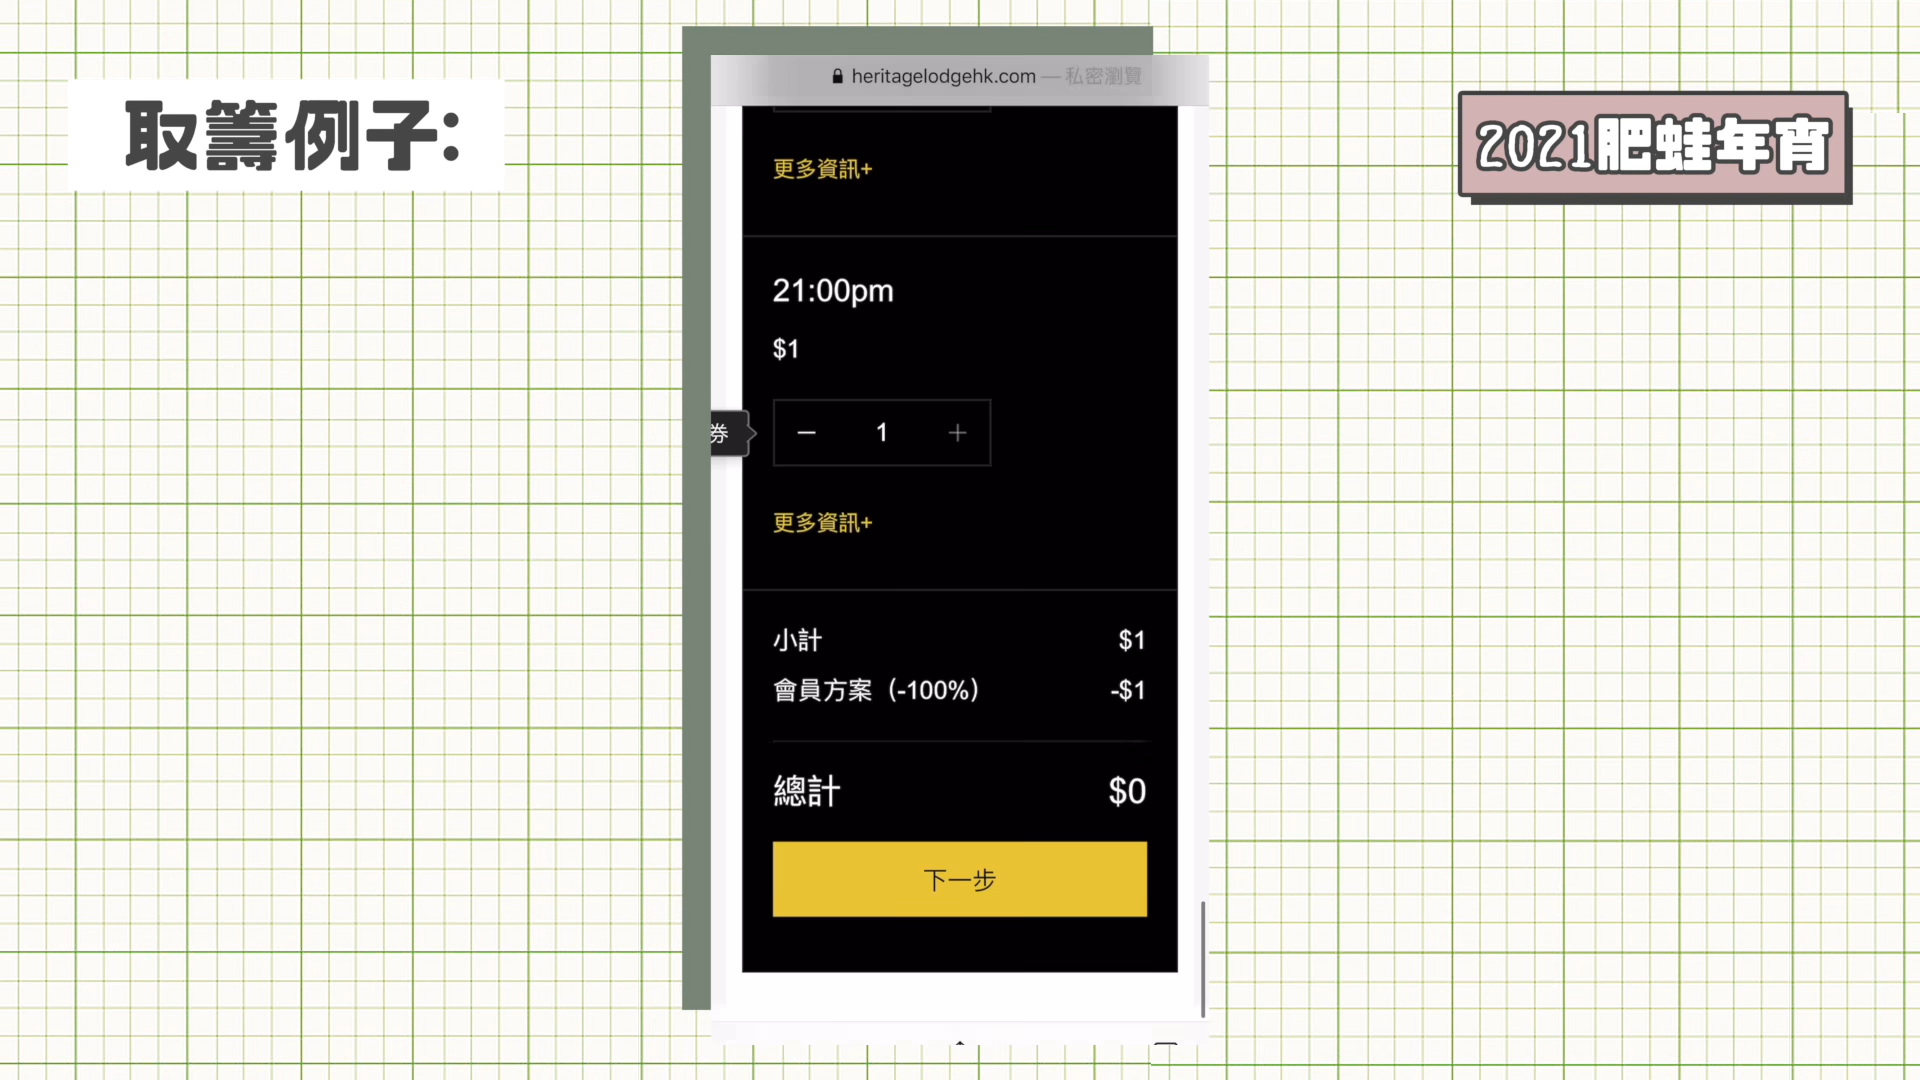 取籌例子:
2021肥蛙年宵
heritagelodgehk.com — 私密瀏覽
更多資訊+
21:00pm
$1
券
− 1 +
更多資訊+
小計 $1
會員方案（-100%） -$1
總計 $0
下一步